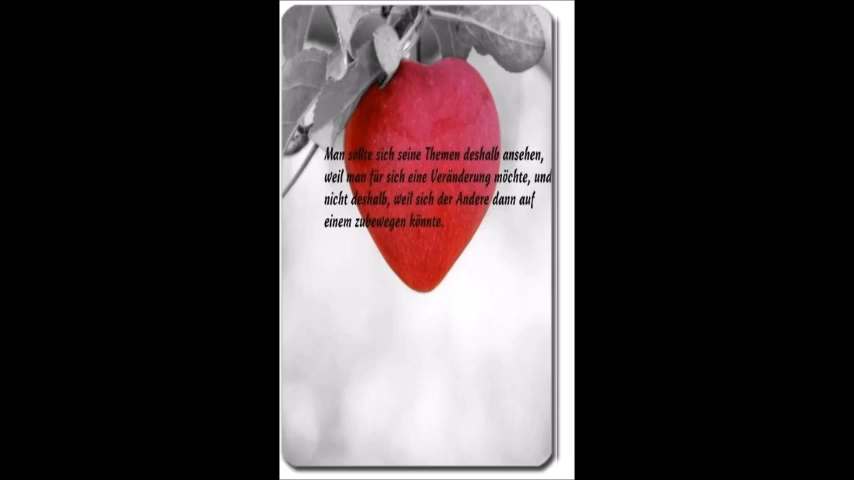 Man sollte sich seine Themen deshalb ansehen,
weil man für sich eine Veränderung möchte, und
nicht deshalb, weil sich der Andere dann auf
einem zubewegen könnte.